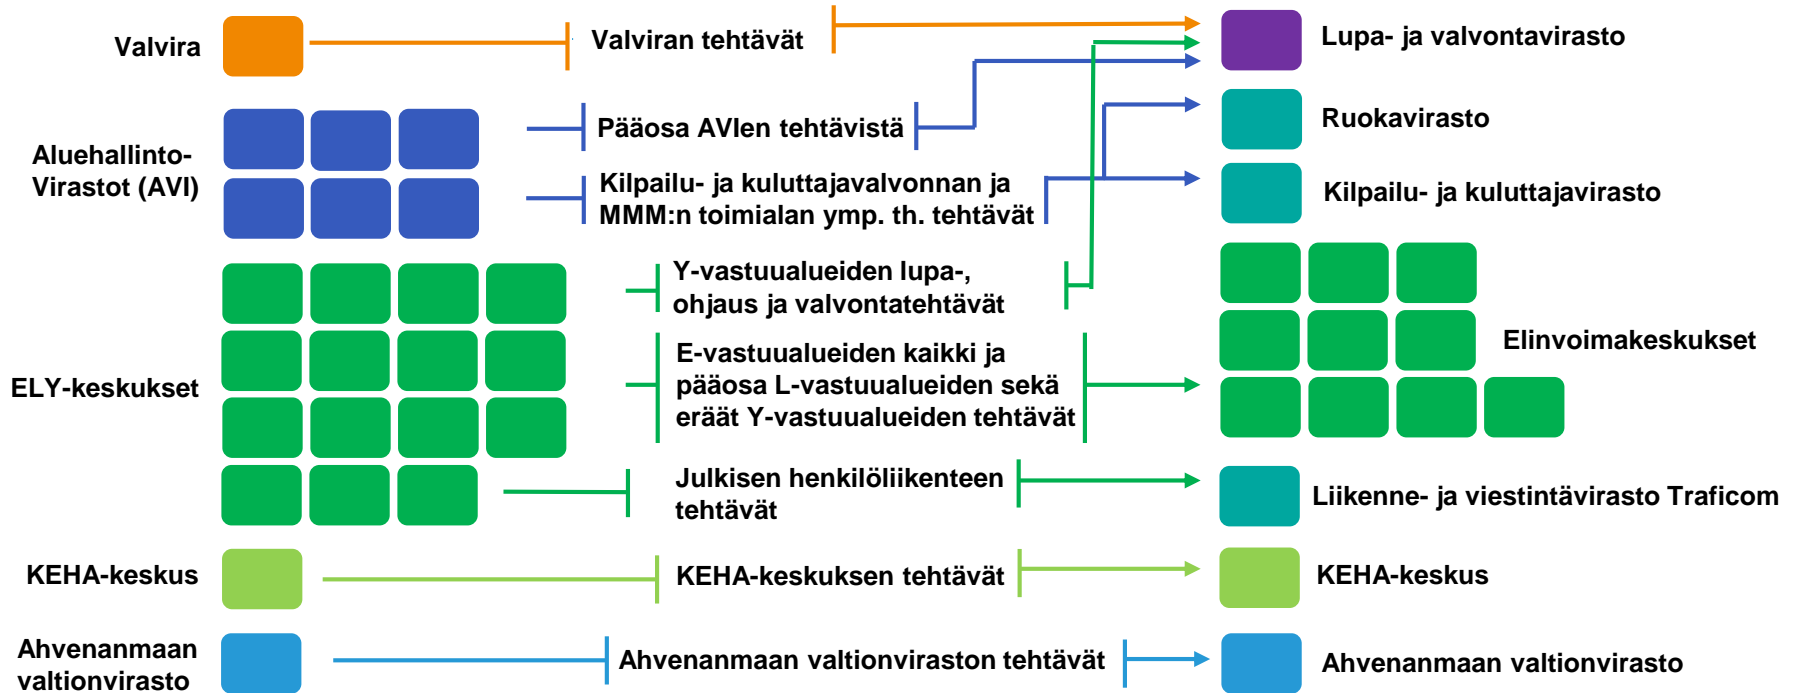 Valvira
Valviran tehtävät
Lupa- ja valvontavirasto
Aluehallinto-
Virastot (AVI)
Pääosa AVIen tehtävistä
Ruokavirasto
Kilpailu- ja kuluttajavalvonnan ja
MMM:n toimialan ymp. th. tehtävät
Kilpailu- ja kuluttajavirasto
ELY-keskukset
Y-vastuualueiden lupa-,
ohjaus ja valvontatehtävät
E-vastuualueiden kaikki ja
pääosa L-vastuualueiden sekä
eräät Y-vastuualueiden tehtävät
Elinvoimakeskukset
Julkisen henkilöliikenteen
tehtävät
Liikenne- ja viestintävirasto Traficom
KEHA-keskus
KEHA-keskuksen tehtävät
KEHA-keskus
Ahvenanmaan
valtionvirasto
Ahvenanmaan valtionviraston tehtävät
Ahvenanmaan valtionvirasto